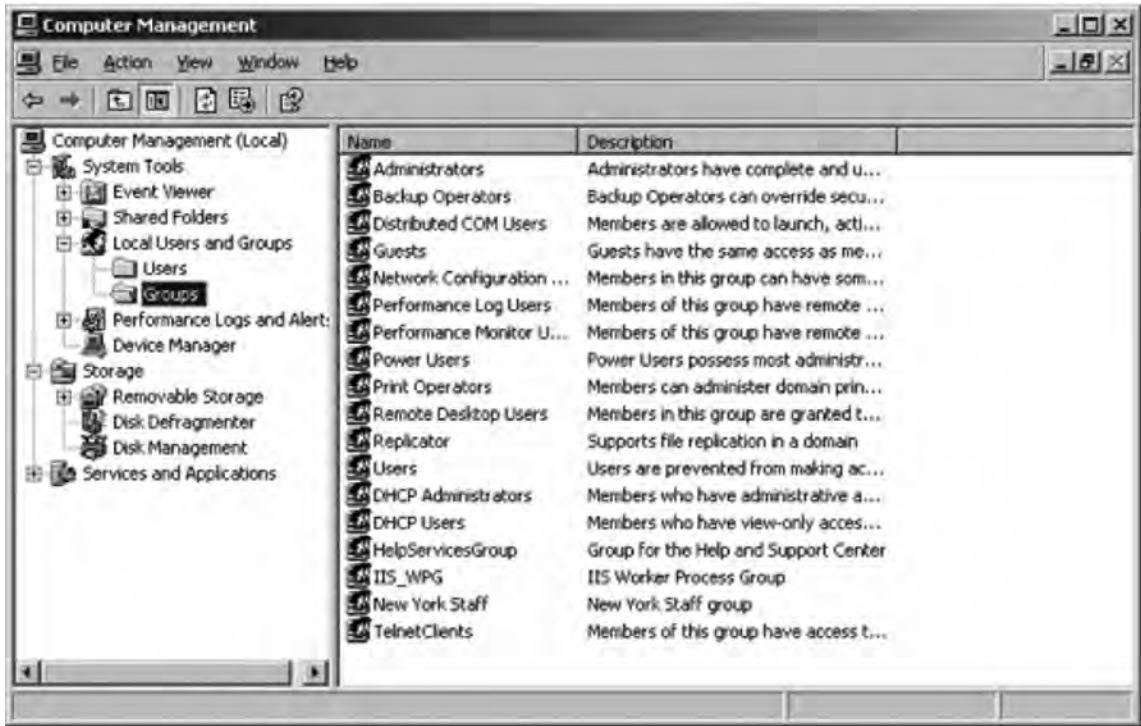 Computer Management
File Action View Window Help
Computer Management (Local)
System Tools
Event Viewer
Shared Folders
Local Users and Groups
Users
Groups
Performance Logs and Alert
Device Manager
Storage
Removable Storage
Disk Defragmenter
Disk Management
Services and Applications
Name Description
Administrators Administrators have complete and u...
Backup Operators Backup Operators can override secu...
Distributed COM Users Members are allowed to launch, acti...
Guests Guests have the same access as me...
Network Configuration ... Members in this group can have som...
Performance Log Users Members of this group have remote ...
Performance Monitor U... Members of this group have remote ...
Power Users Power Users possess most administr...
Print Operators Members can administer domain prin...
Remote Desktop Users Members in this group are granted t...
Replicator Supports file replication in a domain
Users Users are prevented from making ac...
DHCP Administrators Members who have administrative a...
DHCP Users Members who have view-only acces...
HelpServicesGroup Group for the Help and Support Center
IIS_WPG IIS Worker Process Group
New York Staff New York Staff group
TelnetClients Members of this group have access t...